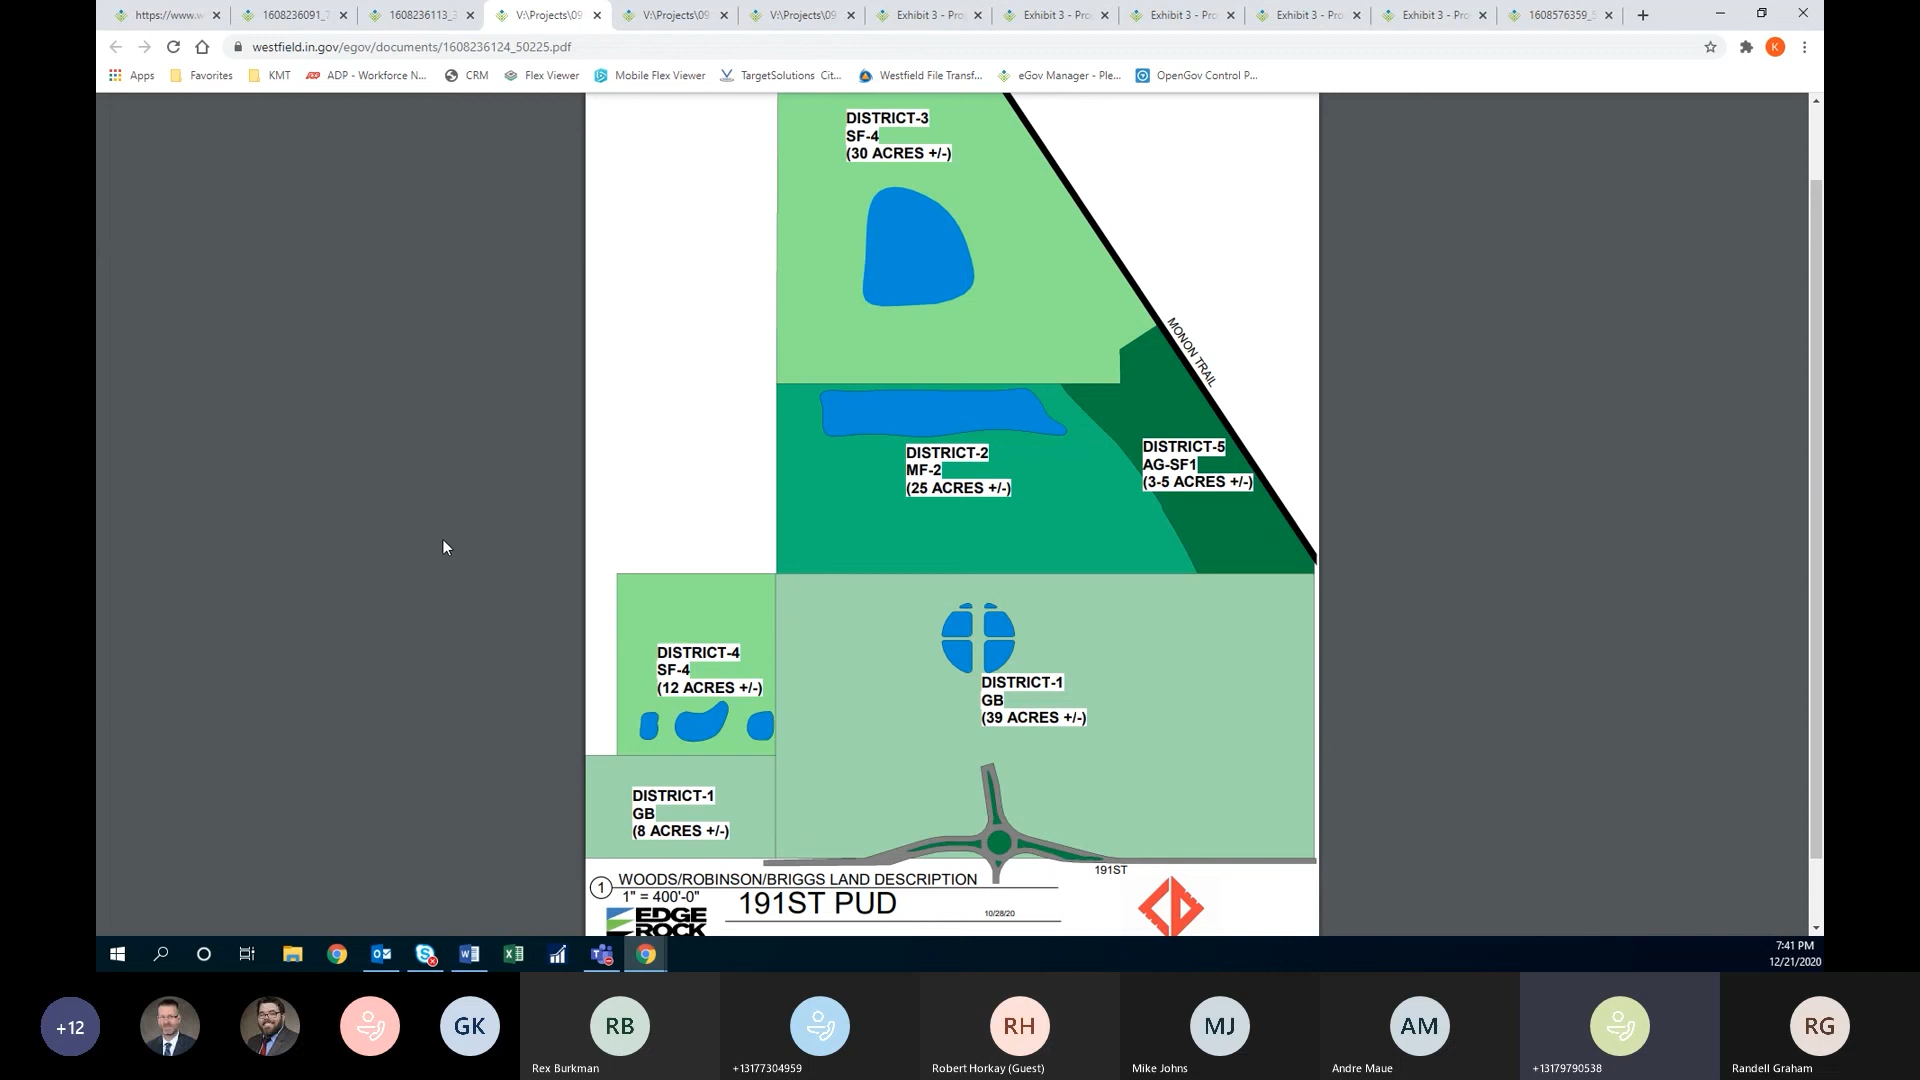 https://www.w
1608236091_7
1608236113_3
V:\Projects\09
V:\Projects\09
V:\Projects\09
Exhibit 3 - Pro
Exhibit 3 - Pro
Exhibit 3 - Pro
Exhibit 3 - Pro
Exhibit 3 - Pro
1608576359_5
westfield.in.gov/egov/documents/1608236124_50225.pdf
K
Apps
Favorites
KMT
ADP - Workforce N...
CRM
Flex Viewer
Mobile Flex Viewer
TargetSolutions Cit...
Westfield File Transf...
eGov Manager - Ple...
OpenGov Control P...
DISTRICT-3
SF-4
(30 ACRES +/-)
MONON TRAIL
DISTRICT-2
MF-2
(25 ACRES +/-)
DISTRICT-5
AG-SF1
(3-5 ACRES +/-)
DISTRICT-4
SF-4
(12 ACRES +/-)
DISTRICT-1
GB
(39 ACRES +/-)
DISTRICT-1
GB
(8 ACRES +/-)
191ST
1
WOODS/ROBINSON/BRIGGS LAND DESCRIPTION
1" = 400'-0"
191ST PUD
10/28/20
EDGE
ROCK
7:41 PM
12/21/2020
+12
GK
RB
RH
MJ
AM
RG
Rex Burkman
+13177304959
Robert Horkay (Guest)
Mike Johns
Andre Maue
+13179790538
Randell Graham